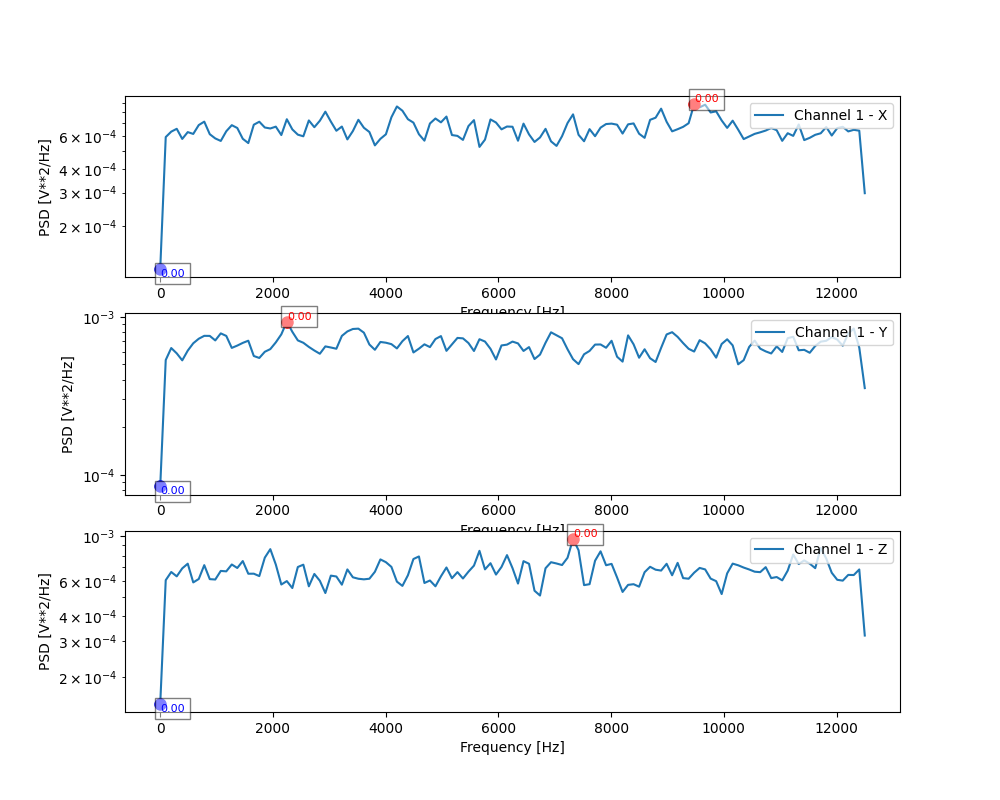 0.00
Channel 1 - X
PSD [V**2/Hz]
6 × 10⁻⁴
4 × 10⁻⁴
3 × 10⁻⁴
2 × 10⁻⁴
0.00
0 2000 4000 6000 8000 10000 12000
Frequency [Hz]
0.00
Channel 1 - Y
PSD [V**2/Hz]
10⁻³
10⁻⁴
0.00
0 2000 4000 6000 8000 10000 12000
Frequency [Hz]
0.00
Channel 1 - Z
PSD [V**2/Hz]
10⁻³
6 × 10⁻⁴
4 × 10⁻⁴
3 × 10⁻⁴
2 × 10⁻⁴
0.00
0 2000 4000 6000 8000 10000 12000
Frequency [Hz]